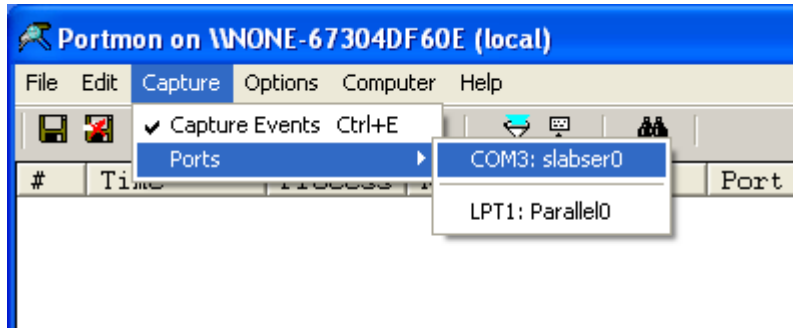 Portmon on \\NONE-67304DF60E (local)
File Edit Capture Options Computer Help
Capture Events Ctrl+E
Ports
COM3: slabser0
LPT1: Parallel0
# Port